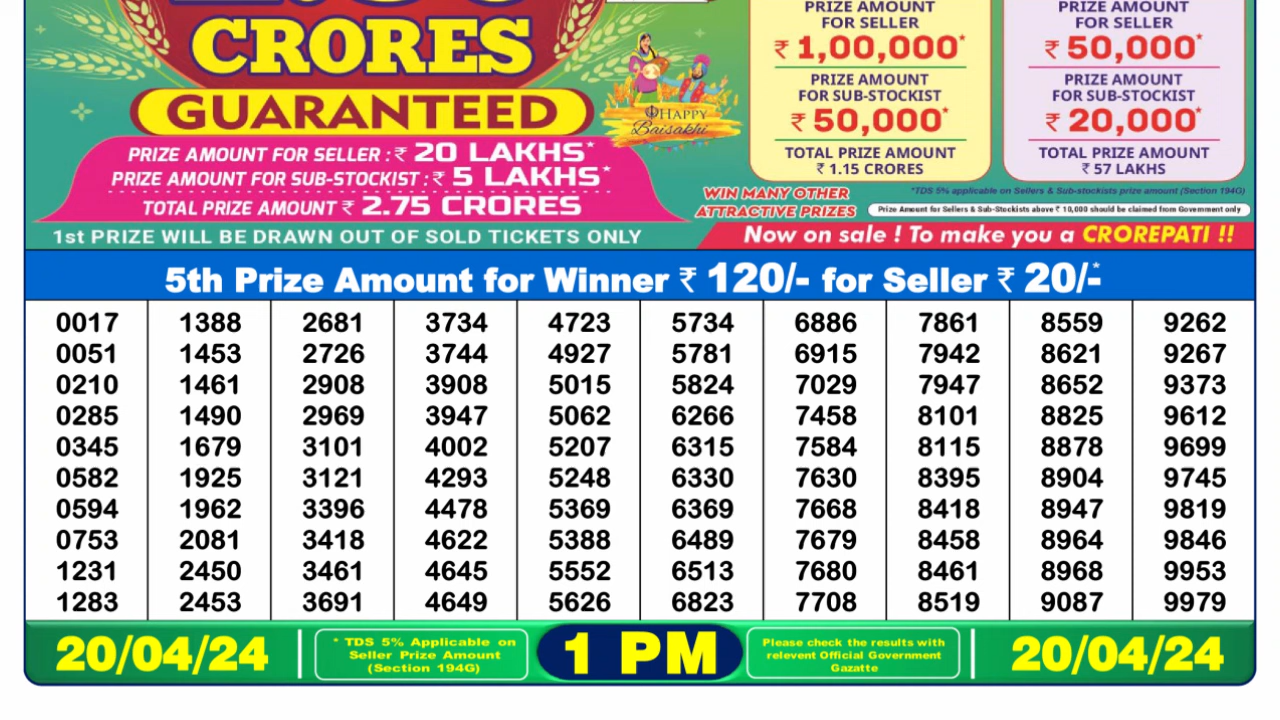 CRORES
GUARANTEED
PRIZE AMOUNT FOR SELLER : ₹ 20 LAKHS*
PRIZE AMOUNT FOR SUB-STOCKIST : ₹ 5 LAKHS*
TOTAL PRIZE AMOUNT ₹ 2.75 CRORES
1st PRIZE WILL BE DRAWN OUT OF SOLD TICKETS ONLY
HAPPY
Baisakhi
PRIZE AMOUNT
FOR SELLER
₹ 1,00,000*
PRIZE AMOUNT
FOR SUB-STOCKIST
₹ 50,000*
TOTAL PRIZE AMOUNT
₹ 1.15 CRORES
PRIZE AMOUNT
FOR SELLER
₹ 50,000*
PRIZE AMOUNT
FOR SUB-STOCKIST
₹ 20,000*
TOTAL PRIZE AMOUNT
₹ 57 LAKHS
WIN MANY OTHER
ATTRACTIVE PRIZES
*TDS 5% applicable on Sellers & Sub-stockists prize amount (Section 194G)
Prize Amount for Sellers & Sub-Stockists above ₹ 10,000 should be claimed from Government only
Now on sale ! To make you a CROREPATI !!
5th Prize Amount for Winner ₹ 120/- for Seller ₹ 20/-*
0017 1388 2681 3734 4723 5734 6886 7861 8559 9262
0051 1453 2726 3744 4927 5781 6915 7942 8621 9267
0210 1461 2908 3908 5015 5824 7029 7947 8652 9373
0285 1490 2969 3947 5062 6266 7458 8101 8825 9612
0345 1679 3101 4002 5207 6315 7584 8115 8878 9699
0582 1925 3121 4293 5248 6330 7630 8395 8904 9745
0594 1962 3396 4478 5369 6369 7668 8418 8947 9819
0753 2081 3418 4622 5388 6489 7679 8458 8964 9846
1231 2450 3461 4645 5552 6513 7680 8461 8968 9953
1283 2453 3691 4649 5626 6823 7708 8519 9087 9979
20/04/24
* TDS 5% Applicable on
Seller Prize Amount
(Section 194G)
1 PM
Please check the results with
relevent Official Government
Gazatte
20/04/24